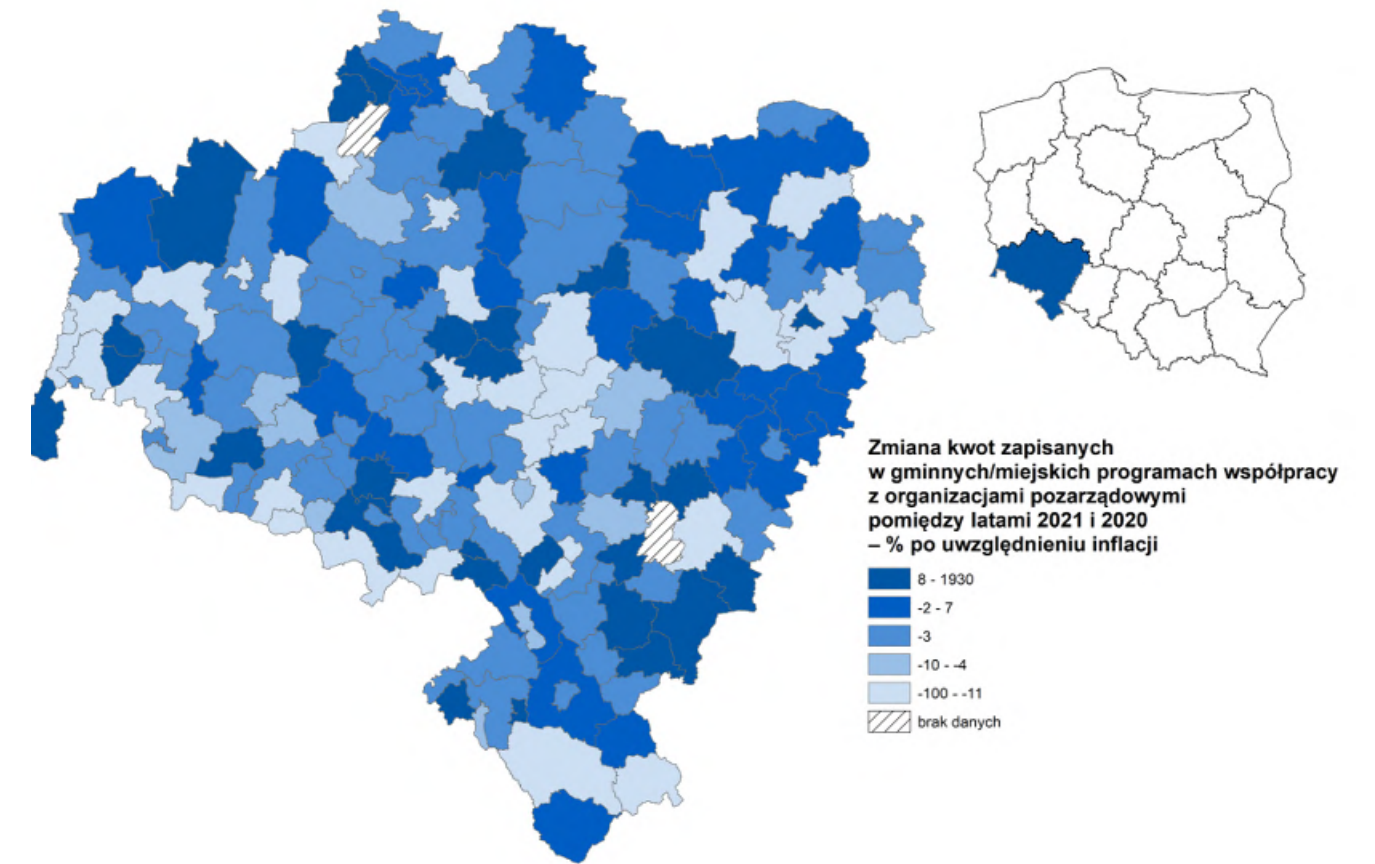 Zmiana kwot zapisanych
w gminnych/miejskich programach współpracy
z organizacjami pozarządowymi
pomiędzy latami 2021 i 2020
– % po uwzględnieniu inflacji
8 - 1930
-2 - 7
-3
-10 - -4
-100 - -11
brak danych